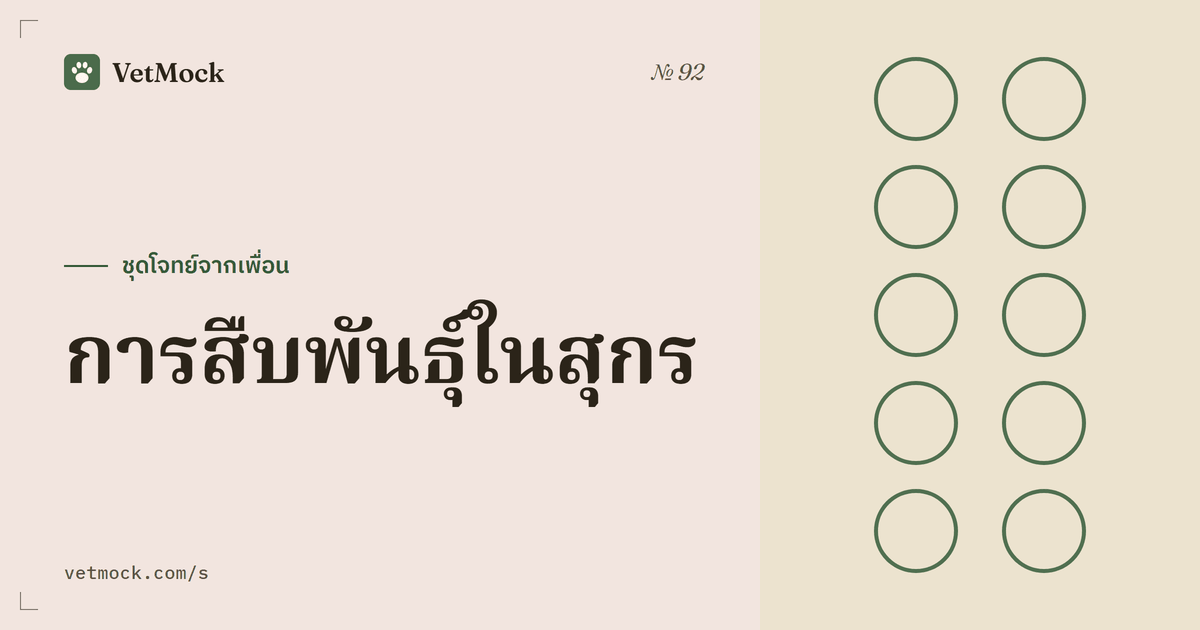 VetMock
№ 92
ชุดโจทย์จากเพื่อน
การสืบพันธุ์ในสุกร
vetmock.com/s